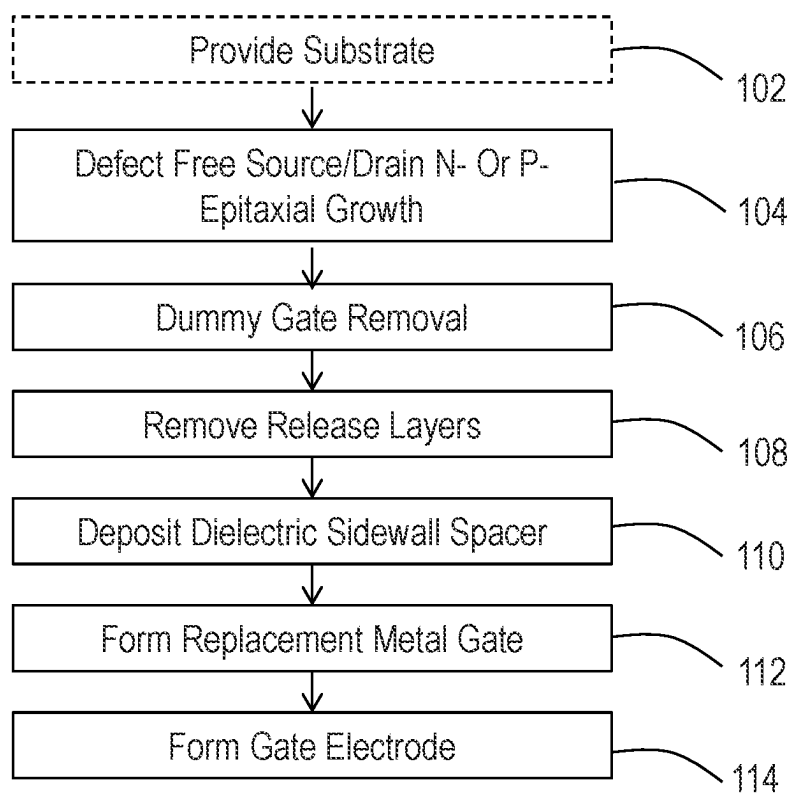 Provide Substrate
102
Defect Free Source/Drain N- Or P-
Epitaxial Growth
104
Dummy Gate Removal
106
Remove Release Layers
108
Deposit Dielectric Sidewall Spacer
110
Form Replacement Metal Gate
112
Form Gate Electrode
114